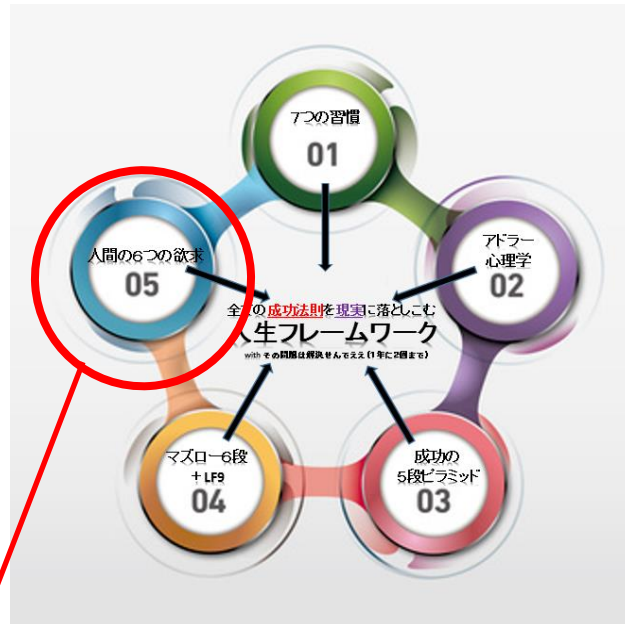 7つの習慣
01
アドラー
心理学
02
成功の
5段ピラミッド
03
マズロー6段
+ LF9
04
人間の6つの欲求
05
全ての成功法則を現実に落としこむ
人生フレームワーク
with その問題は解決せんでええ(1年に2回まで)